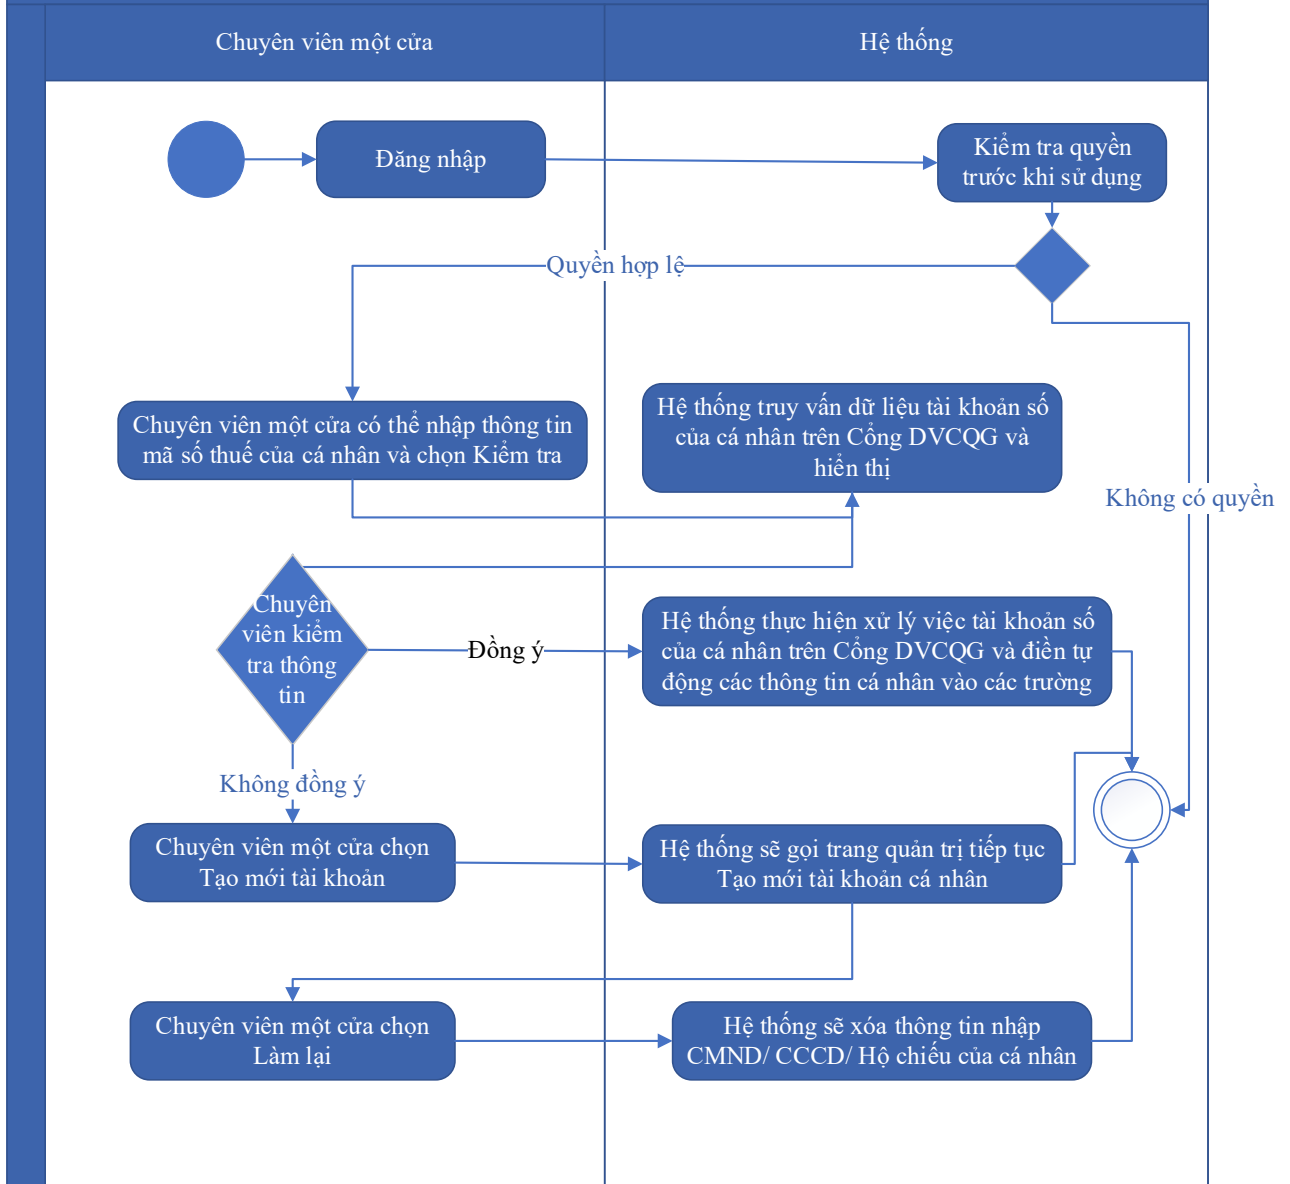 Chuyên viên một cửa
Hệ thống
Đăng nhập
Kiểm tra quyền
trước khi sử dụng
Quyền hợp lệ
Chuyên viên một cửa có thể nhập thông tin
mã số thuế của cá nhân và chọn Kiểm tra
Hệ thống truy vấn dữ liệu tài khoản số
của cá nhân trên Cổng DVCQG và
hiển thị
Không có quyền
Chuyên
viên kiểm
tra thông
tin
Đồng ý
Hệ thống thực hiện xử lý việc tài khoản số
của cá nhân trên Cổng DVCQG và điền tự
động các thông tin cá nhân vào các trường
Không đồng ý
Chuyên viên một cửa chọn
Tạo mới tài khoản
Hệ thống sẽ gọi trang quản trị tiếp tục
Tạo mới tài khoản cá nhân
Chuyên viên một cửa chọn
Làm lại
Hệ thống sẽ xóa thông tin nhập
CMND/ CCCD/ Hộ chiếu của cá nhân